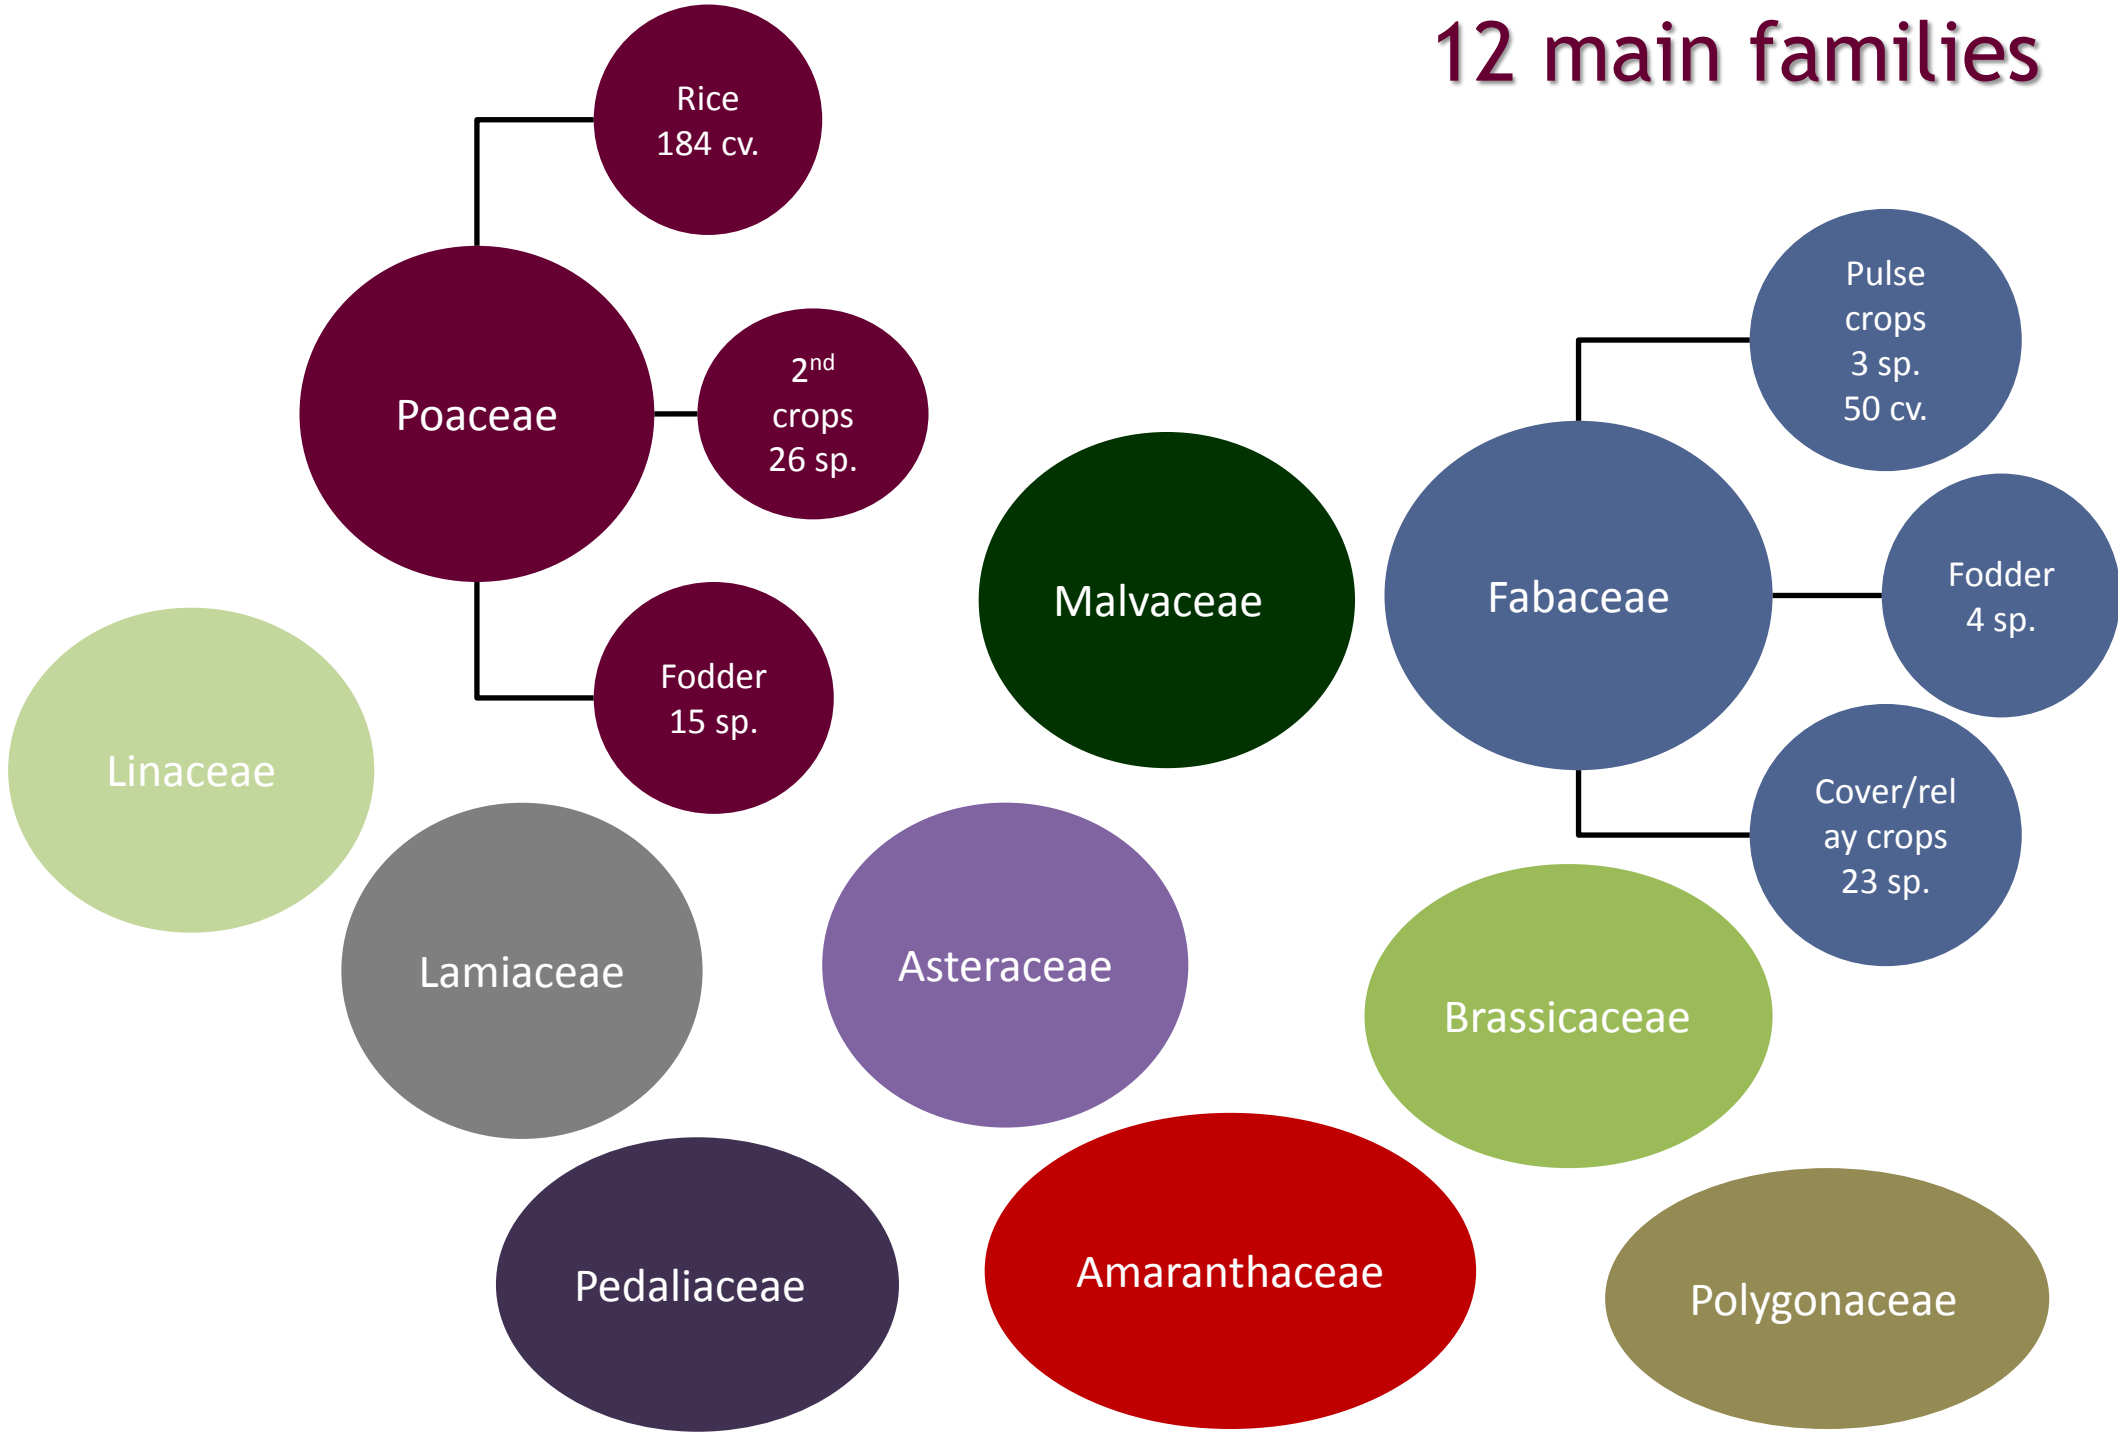 12 main families
Rice
184 cv.
Poaceae
2nd
crops
26 sp.
Fodder
15 sp.
Pulse
crops
3 sp.
50 cv.
Malvaceae
Fabaceae
Fodder
4 sp.
Cover/rel
ay crops
23 sp.
Linaceae
Lamiaceae
Asteraceae
Brassicaceae
Pedaliaceae
Amaranthaceae
Polygonaceae